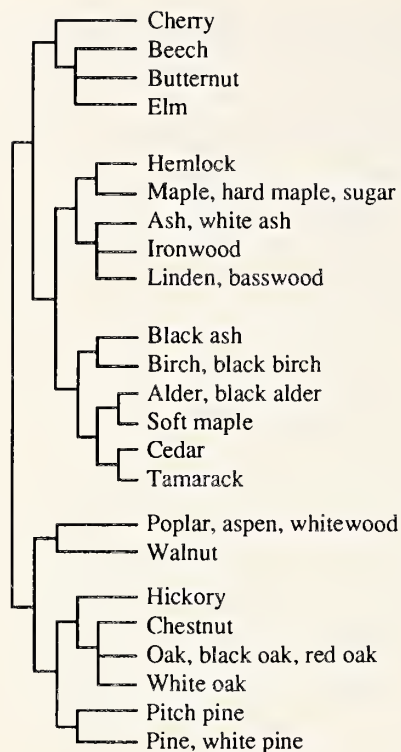 Cherry
Beech
Butternut
Elm
Hemlock
Maple, hard maple, sugar
Ash, white ash
Ironwood
Linden, basswood
Black ash
Birch, black birch
Alder, black alder
Soft maple
Cedar
Tamarack
Poplar, aspen, whitewood
Walnut
Hickory
Chestnut
Oak, black oak, red oak
White oak
Pitch pine
Pine, white pine